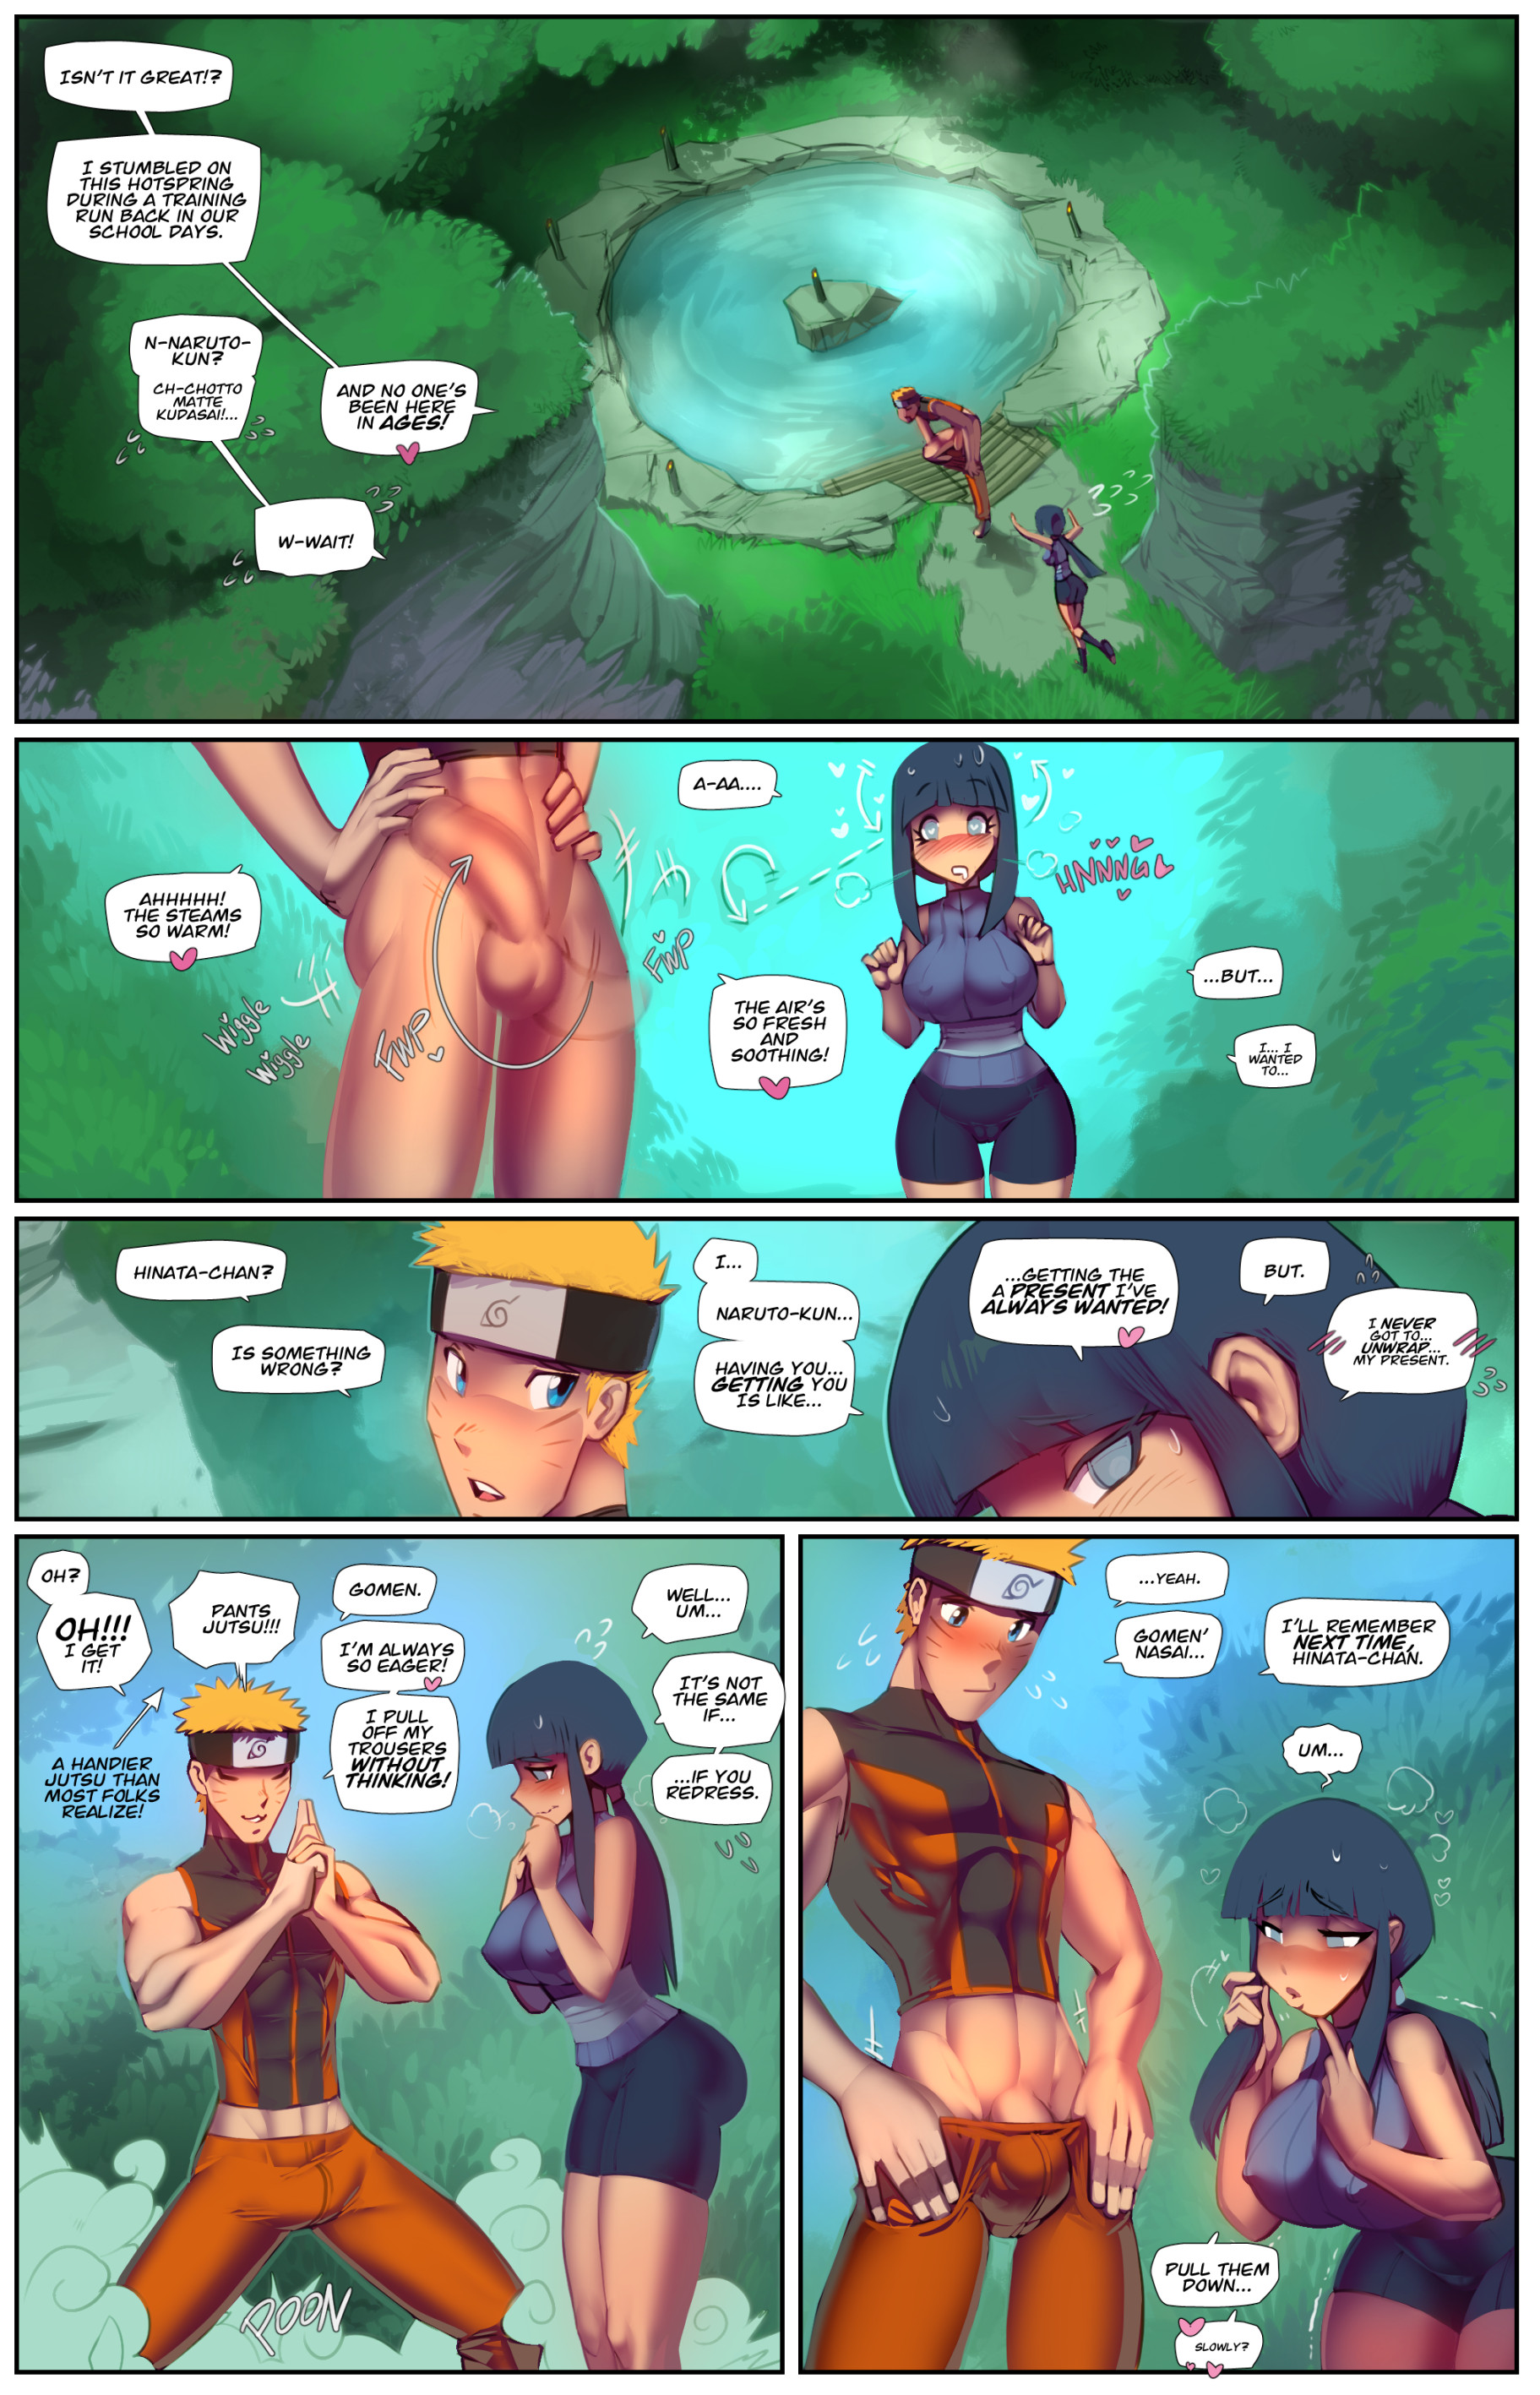 ISN'T IT GREAT!?
I STUMBLED ON
THIS HOTSPRING
DURING A TRAINING
RUN BACK IN OUR
SCHOOL DAYS.
AND NO ONE'S
BEEN HERE
IN AGES!
N-NARUTO-
KUN?
CH-CHOTTO
MATTE
KUDASAI!...
W-WAIT!
AHHHHH!
THE STEAMS
SO WARM!
WIGGLE
WIGGLE
FWP
FWP
A-AA....
THE AIR'S
SO FRESH
AND
SOOTHING!
HNNNG
...BUT...
I... I
WANTED
TO...
HINATA-CHAN?
IS SOMETHING
WRONG?
I...
NARUTO-KUN...
HAVING YOU...
GETTING YOU
IS LIKE...
...GETTING THE
A PRESENT I'VE
ALWAYS WANTED!
BUT.
I NEVER
GOT TO...
UNWRAP...
MY PRESENT.
OH?
OH!!!
I GET
IT!
PANTS
JUTSU!!!
A HANDIER
JUTSU THAN
MOST FOLKS
REALIZE!
GOMEN.
I'M ALWAYS
SO EAGER!
I PULL
OFF MY
TROUSERS
WITHOUT
THINKING!
WELL...
UM...
IT'S NOT
THE SAME
IF...
...IF YOU
REDRESS.
POON
...YEAH.
GOMEN'
NASAI...
I'LL REMEMBER
NEXT TIME,
HINATA-CHAN.
UM...
PULL THEM
DOWN...
SLOWLY?